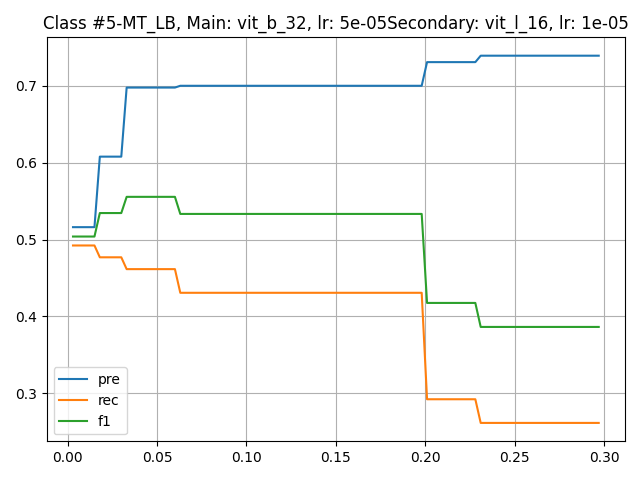 Class #5-MT_LB, Main: vit_b_32, lr: 5e-05Secondary: vit_l_16, lr: 1e-05
0.7
0.6
0.5
0.4
0.3
pre
rec
f1
0.00 0.05 0.10 0.15 0.20 0.25 0.30